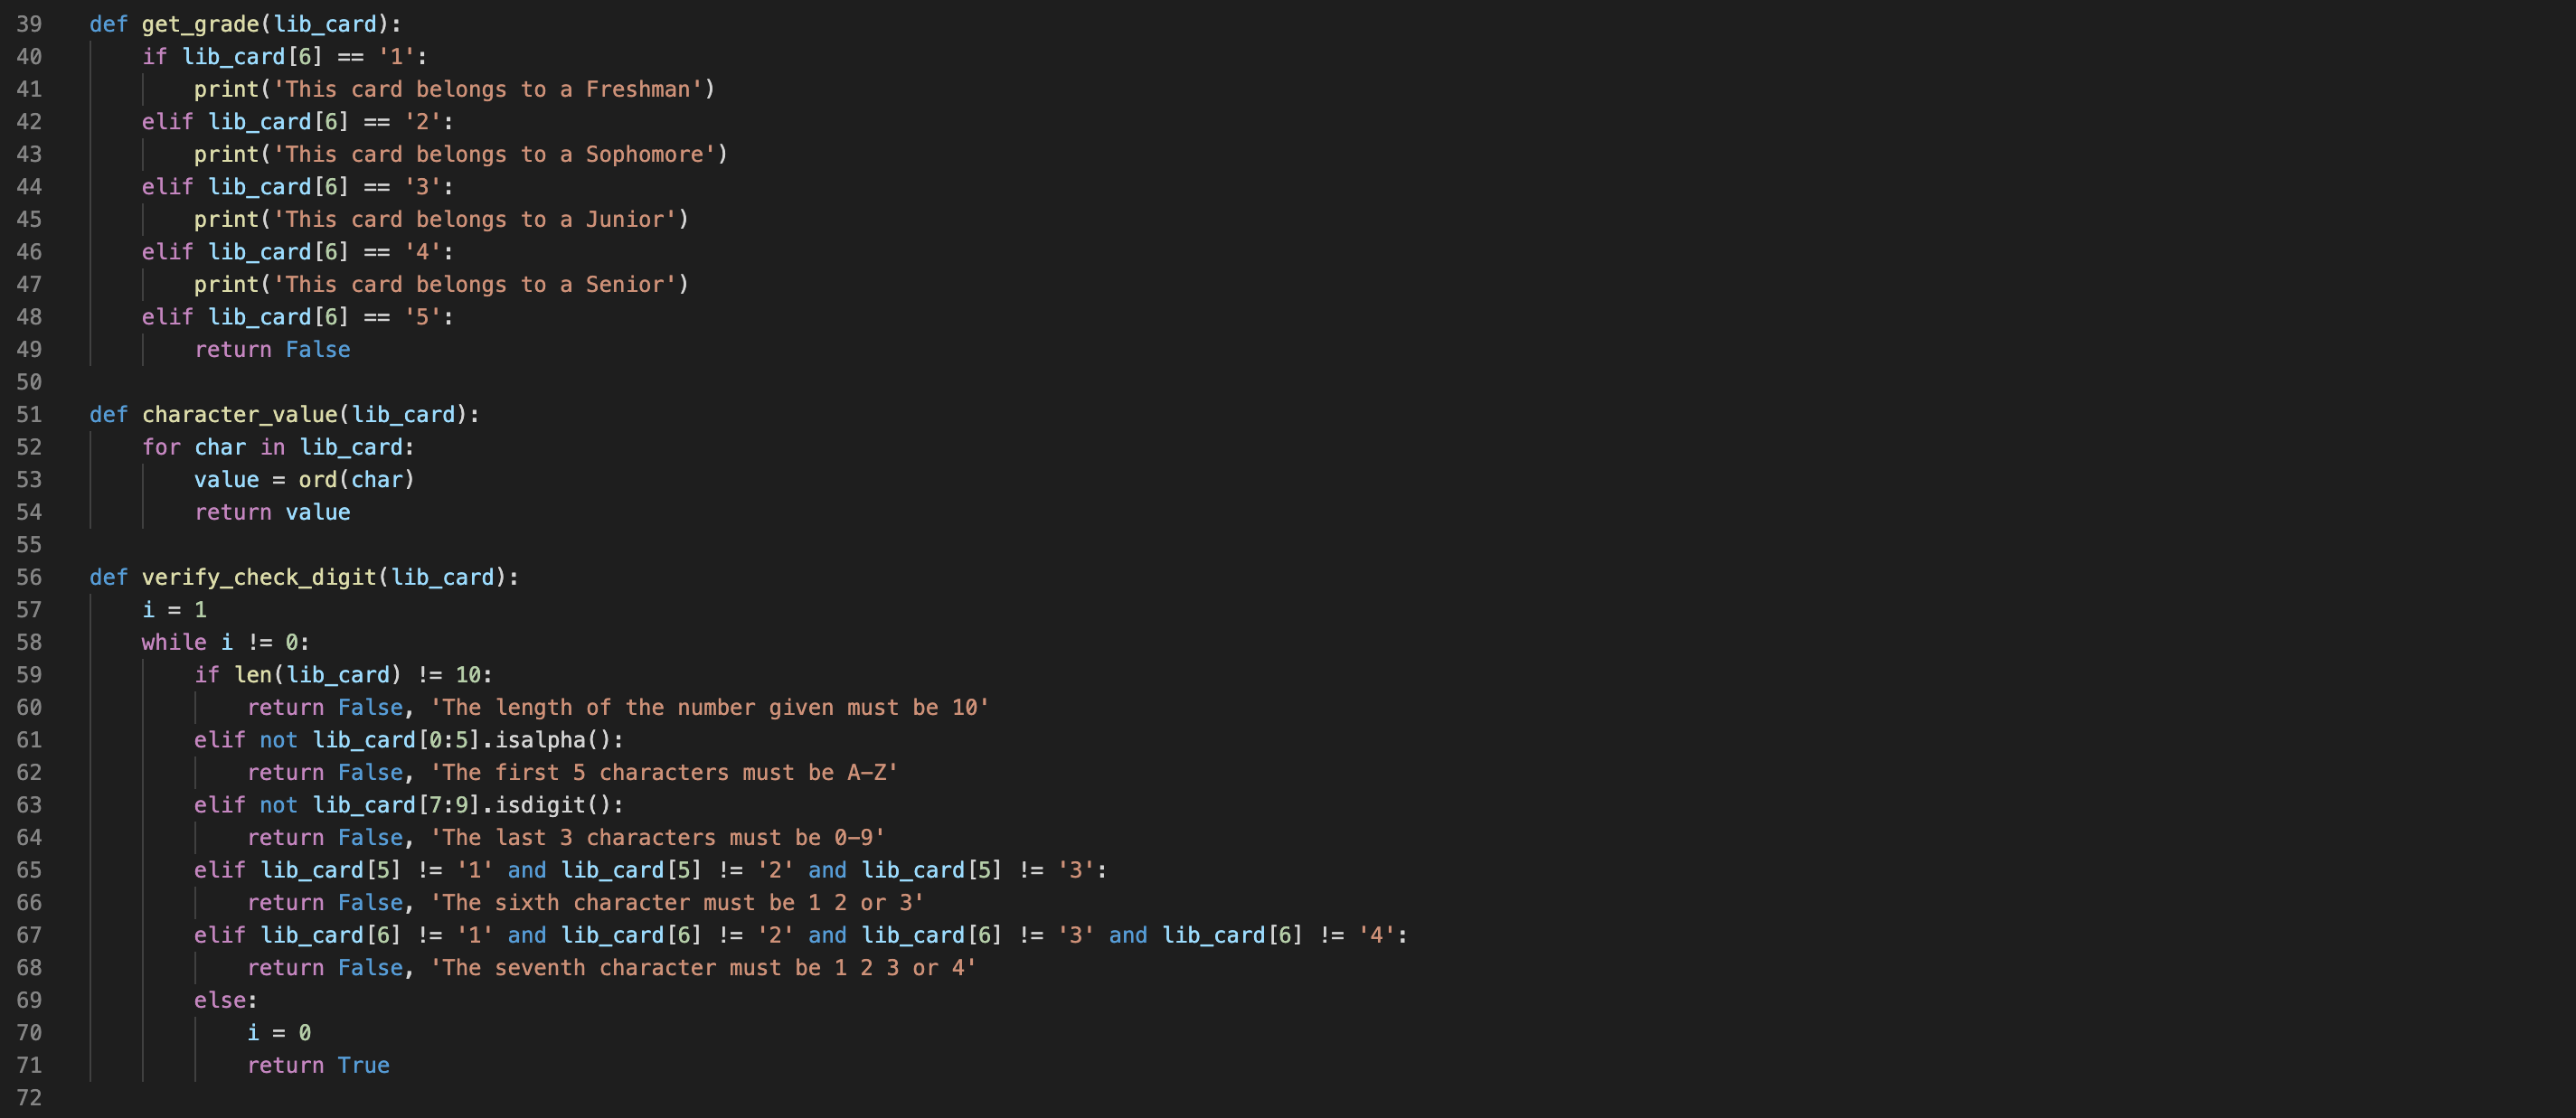 39 def get_grade(lib_card):
40     if lib_card[6] == '1':
41         print('This card belongs to a Freshman')
42     elif lib_card[6] == '2':
43         print('This card belongs to a Sophomore')
44     elif lib_card[6] == '3':
45         print('This card belongs to a Junior')
46     elif lib_card[6] == '4':
47         print('This card belongs to a Senior')
48     elif lib_card[6] == '5':
49         return False
50
51 def character_value(lib_card):
52     for char in lib_card:
53         value = ord(char)
54         return value
55
56 def verify_check_digit(lib_card):
57     i = 1
58     while i != 0:
59         if len(lib_card) != 10:
60             return False, 'The length of the number given must be 10'
61         elif not lib_card[0:5].isalpha():
62             return False, 'The first 5 characters must be A-Z'
63         elif not lib_card[7:9].isdigit():
64             return False, 'The last 3 characters must be 0-9'
65         elif lib_card[5] != '1' and lib_card[5] != '2' and lib_card[5] != '3':
66             return False, 'The sixth character must be 1 2 or 3'
67         elif lib_card[6] != '1' and lib_card[6] != '2' and lib_card[6] != '3' and lib_card[6] != '4':
68             return False, 'The seventh character must be 1 2 3 or 4'
69         else:
70             i = 0
71             return True
72